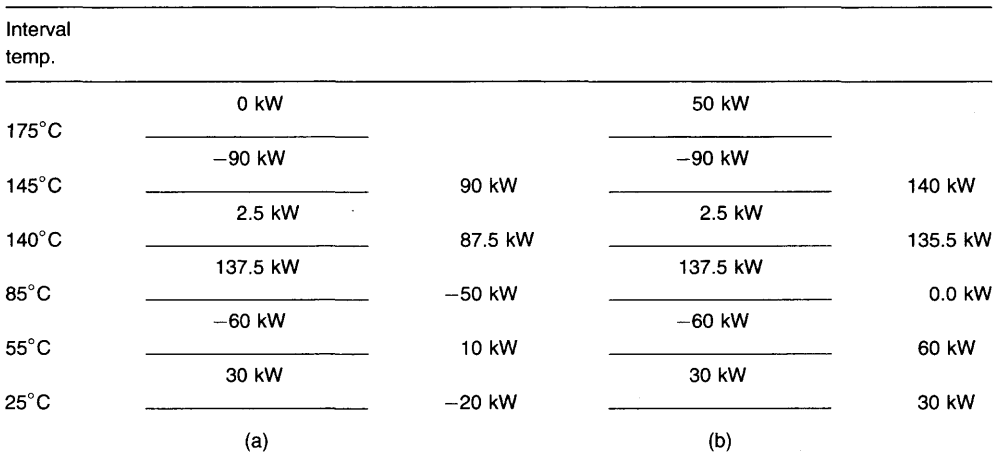 Interval
temp.
0 kW 50 kW
175°C
−90 kW −90 kW
145°C 90 kW 140 kW
2.5 kW 2.5 kW
140°C 87.5 kW 135.5 kW
137.5 kW 137.5 kW
85°C −50 kW 0.0 kW
−60 kW −60 kW
55°C 10 kW 60 kW
30 kW 30 kW
25°C −20 kW 30 kW
(a) (b)